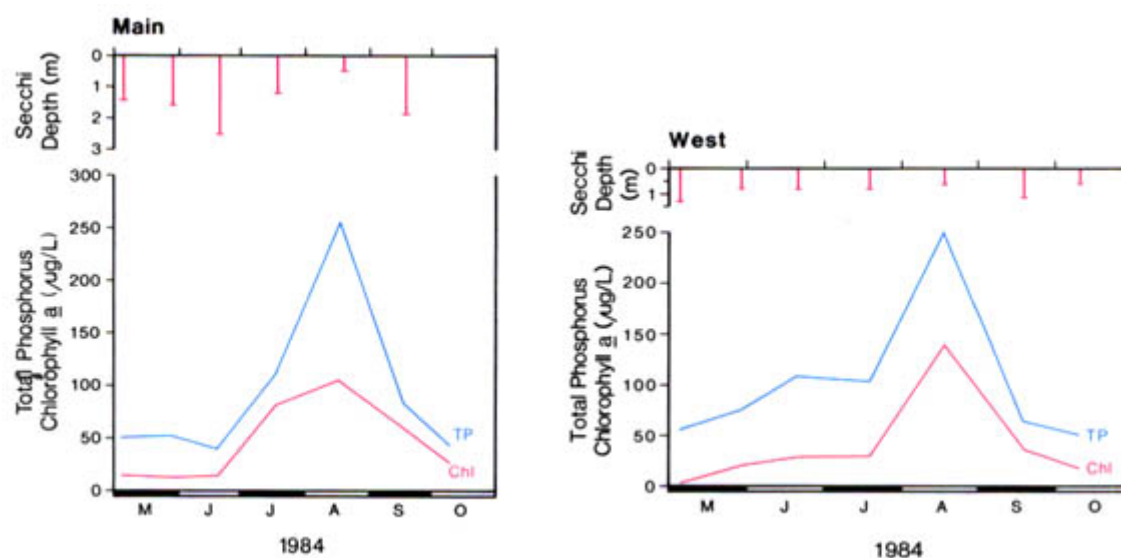 Main
0
1
2
3
Secchi
Depth (m)
300
250
200
150
100
50
0
Total Phosphorus
Chlorophyll a (µg/L)
TP
Chl
M J J A S O
1984
West
0
1
Secchi
Depth
(m)
250
200
150
100
50
0
Total Phosphorus
Chlorophyll a (µg/L)
TP
Chl
M J J A S O
1984